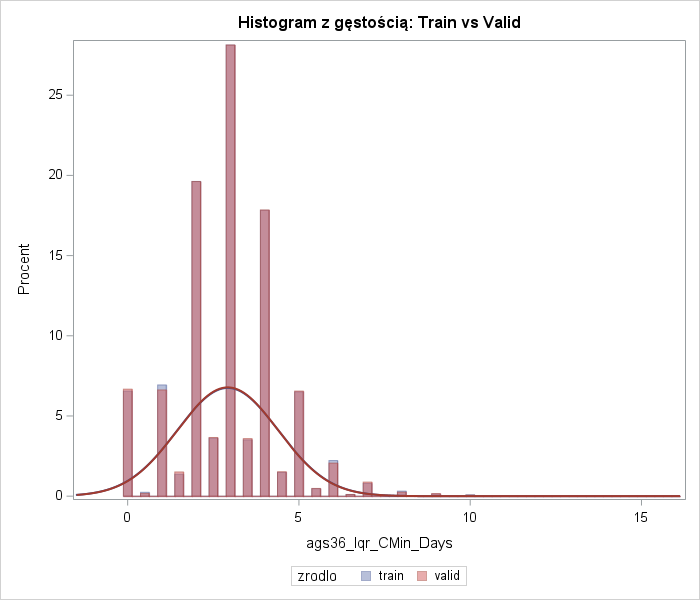 Histogram z gęstością: Train vs Valid
Procent
25
20
15
10
5
0
0 5 10 15
ags36_Iqr_CMin_Days
zrodlo train valid